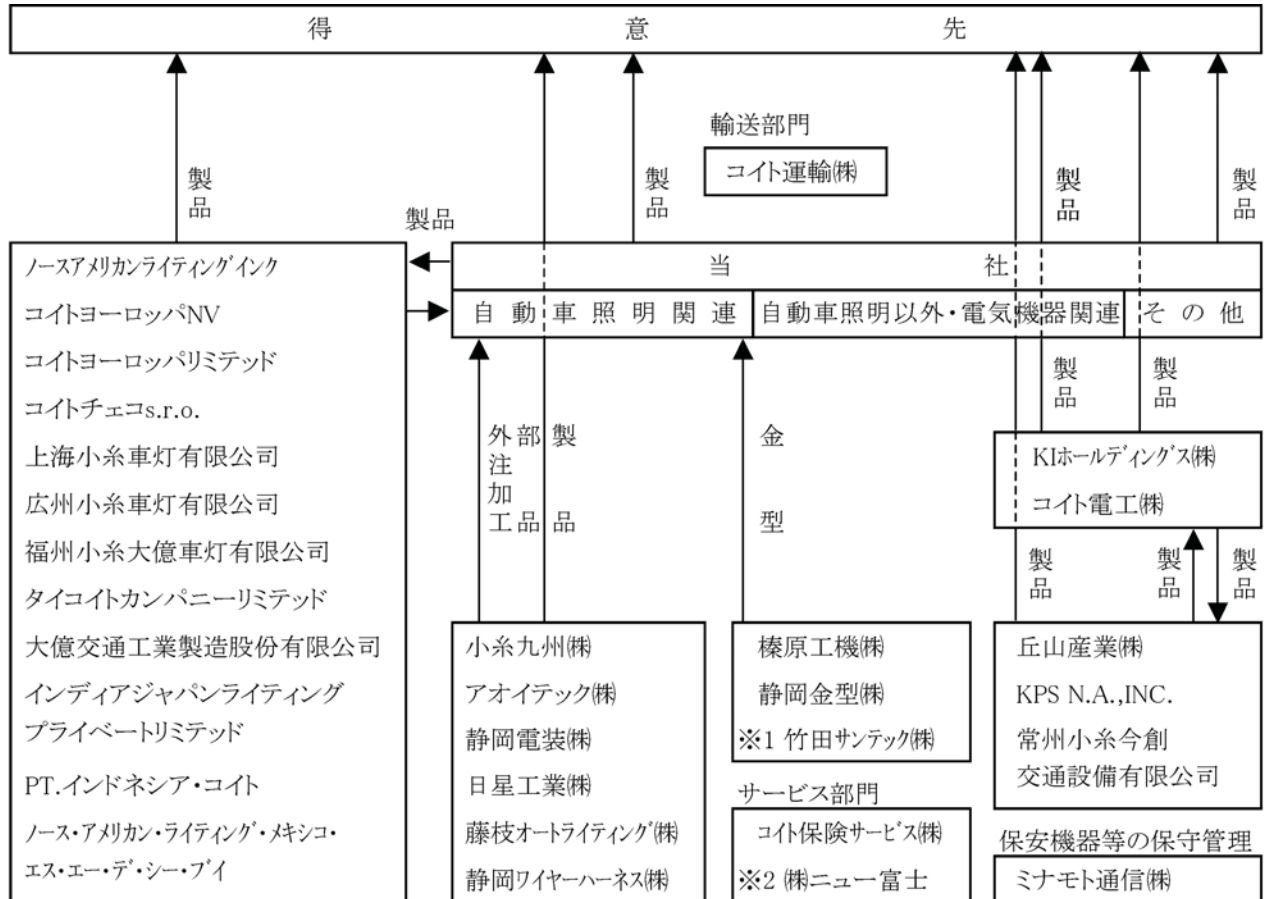 得意先
輸送部門
コイト運輸㈱
製品
製品
製品
製品
製品
当社
自動車照明関連
自動車照明以外・電気機器関連
その他
ノースアメリカンライティングインク
コイトヨーロッパNV
コイトヨーロッパリミテッド
コイトチェコs.r.o.
上海小糸車灯有限公司
広州小糸車灯有限公司
福州小糸大億車灯有限公司
タイコイトカンパニーリミテッド
大億交通工業製造股份有限公司
インディアジャパンライティング
プライベートリミテッド
PT.インドネシア・コイト
ノース・アメリカン・ライティング・メキシコ・
エス・エー・デ・シー・ブイ
外注加工品
部品
製品
金型
製品
製品
KIホールディングス㈱
コイト電工㈱
製品
製品
製品
小糸九州㈱
アオイテック㈱
静岡電装㈱
日星工業㈱
藤枝オートライティング㈱
静岡ワイヤーハーネス㈱
榛原工機㈱
静岡金型㈱
※1 竹田サンテック㈱
サービス部門
コイト保険サービス㈱
※2 ㈱ニュー富士
丘山産業㈱
KPS N.A.,INC.
常州小糸今創
交通設備有限公司
保安機器等の保守管理
ミナモト通信㈱